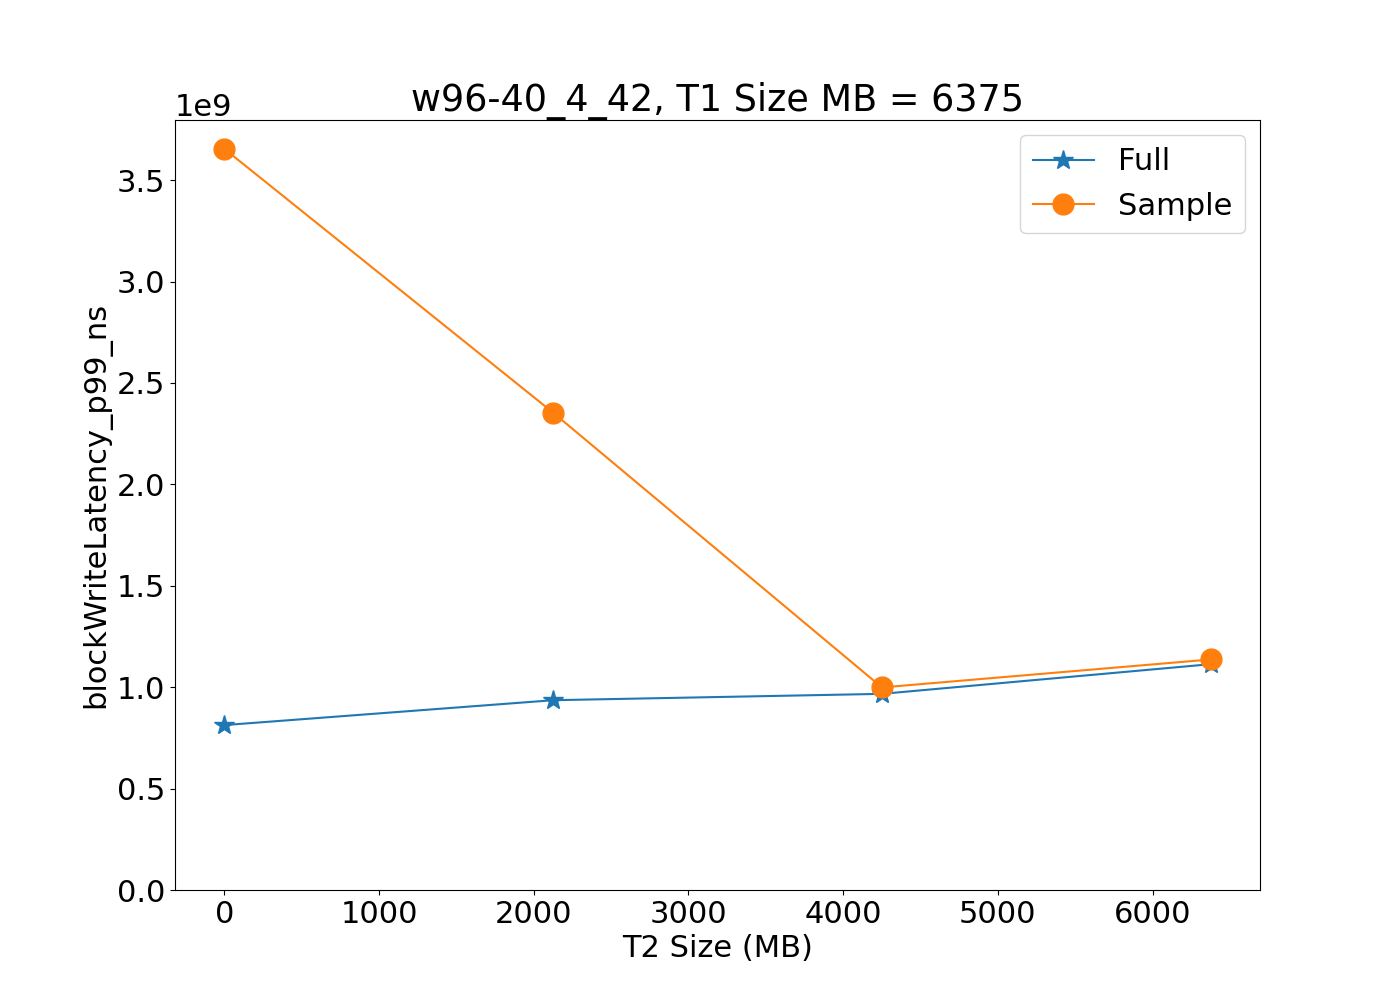 w96-40_4_42, T1 Size MB = 6375
1e9
Full
Sample
3.5
3.0
2.5
2.0
1.5
1.0
0.5
0.0
blockWriteLatency_p99_ns
0 1000 2000 3000 4000 5000 6000
T2 Size (MB)